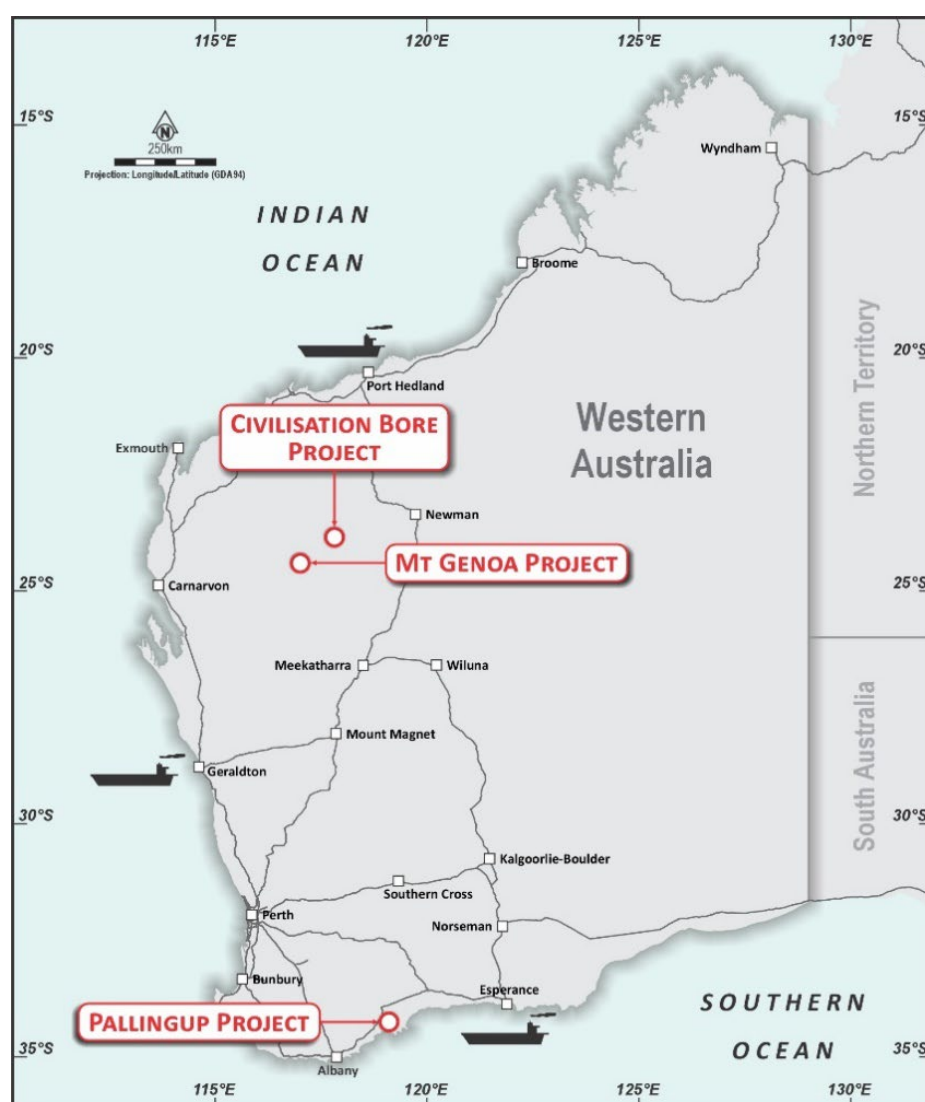 115°E
120°E
125°E
130°E
15°S
15°S
N
250km
Projection: Longitude/Latitude (GDA94)
Wyndham
INDIAN
OCEAN
Broome
Northern Territory
20°S
20°S
Port Hedland
CIVILISATION BORE
PROJECT
Western
Australia
Exmouth
Newman
MT GENOA PROJECT
25°S
25°S
Carnarvon
Meekatharra
Wiluna
South Australia
Mount Magnet
Geraldton
30°S
30°S
Kalgoorlie-Boulder
Southern Cross
Perth
Norseman
Bunbury
Esperance
SOUTHERN
OCEAN
PALLINGUP PROJECT
35°S
35°S
Albany
115°E
120°E
125°E
130°E